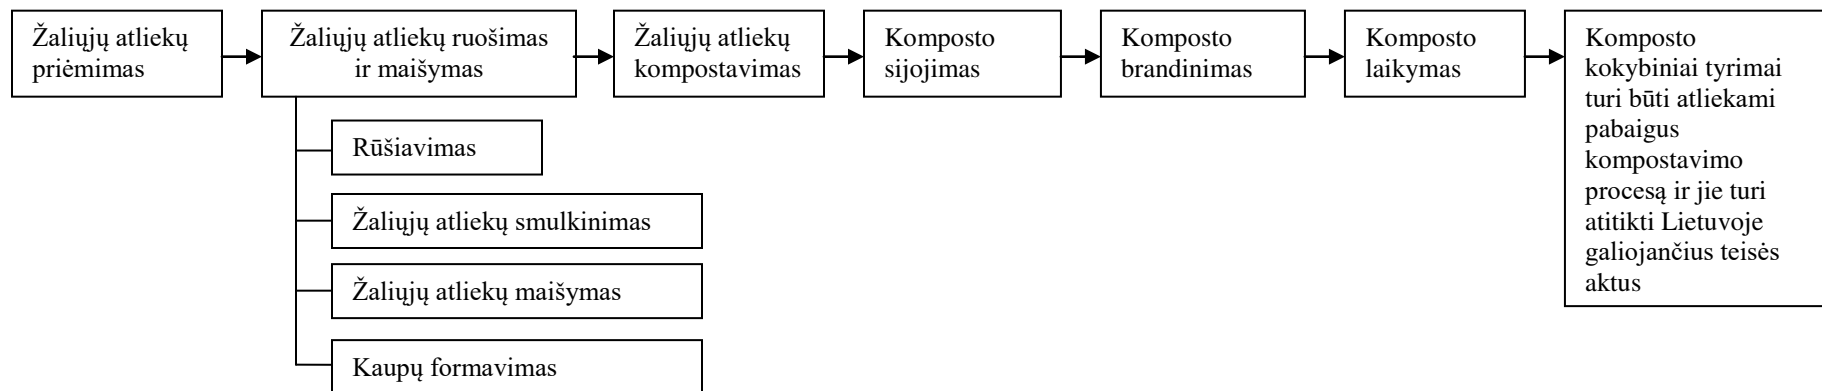 Žaliųjų atliekų
priėmimas
Žaliųjų atliekų ruošimas
ir maišymas
Žaliųjų atliekų
kompostavimas
Komposto
sijojimas
Komposto
brandinimas
Komposto
laikymas
Komposto
kokybiniai tyrimai
turi būti atliekami
pabaigus
kompostavimo
procesą ir jie turi
atitikti Lietuvoje
galiojančius teisės
aktus
Rūšiavimas
Žaliųjų atliekų smulkinimas
Žaliųjų atliekų maišymas
Kaupų formavimas